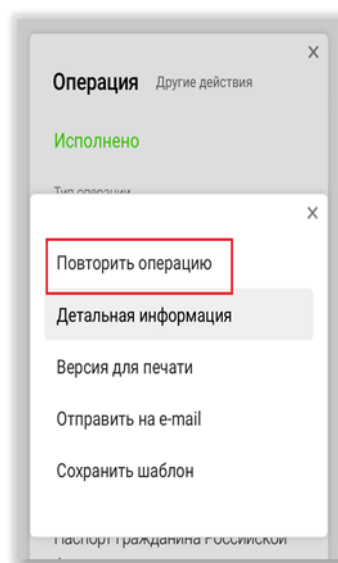 Операция Другие действия
Исполнено
Тип операции
Повторить операцию
Детальная информация
Версия для печати
Отправить на e-mail
Сохранить шаблон
Паспорт гражданина Российской